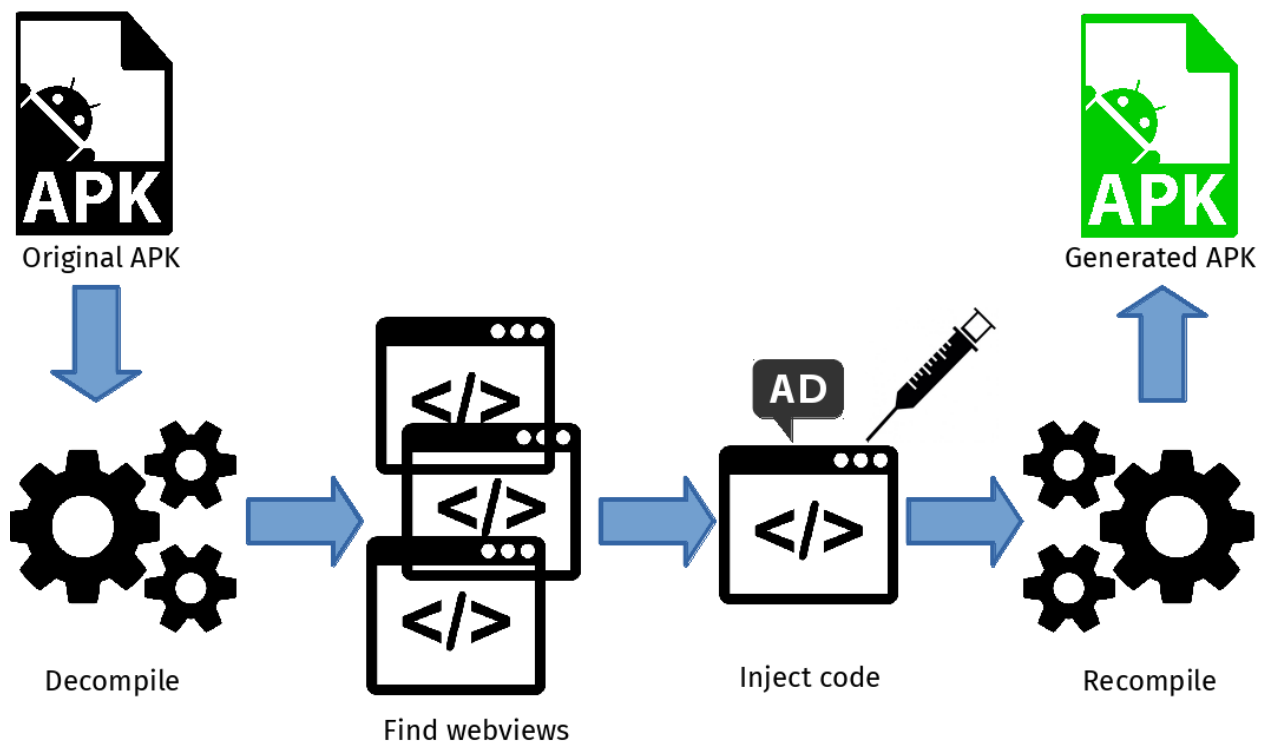 APK
Original APK
Decompile
</>
</>
</>
Find webviews
AD
</>
Inject code
Recompile
APK
Generated APK